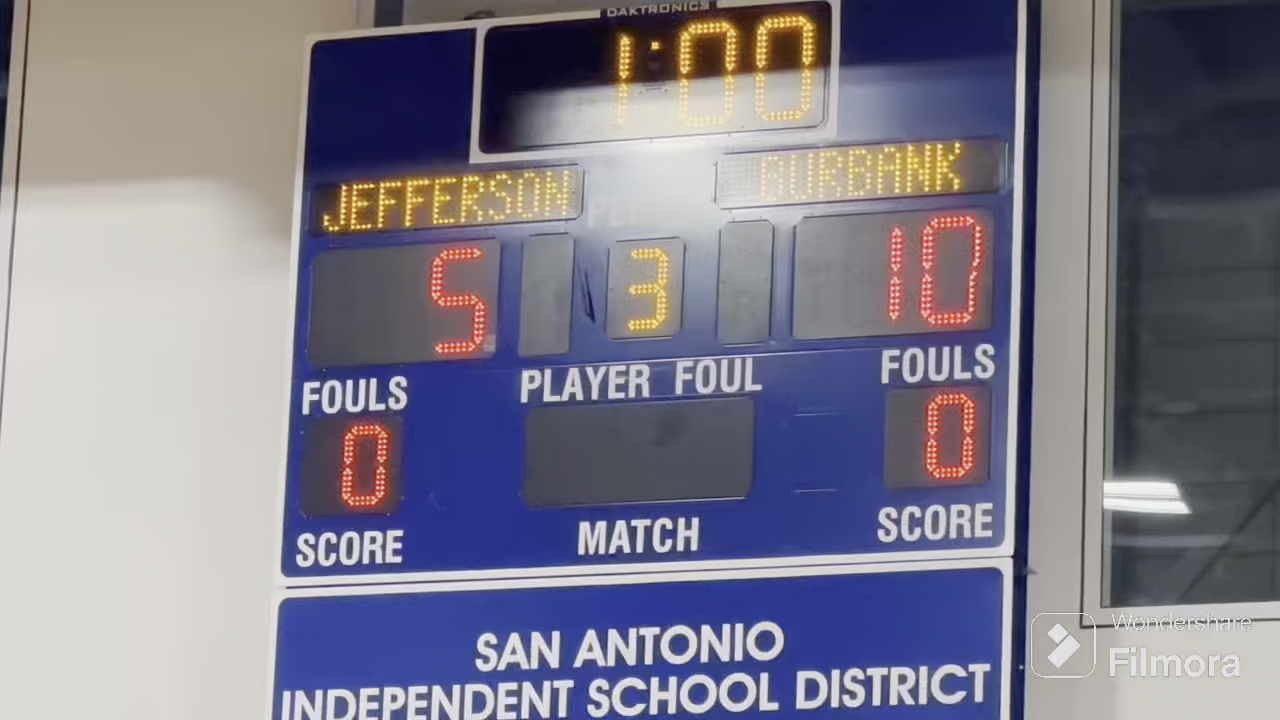 DAKTRONICS
1:00
JEFFERSON BURBANK
5 3 10
FOULS PLAYER FOUL FOULS
0 0
SCORE MATCH SCORE
SAN ANTONIO
INDEPENDENT SCHOOL DISTRICT
Wondershare
Filmora